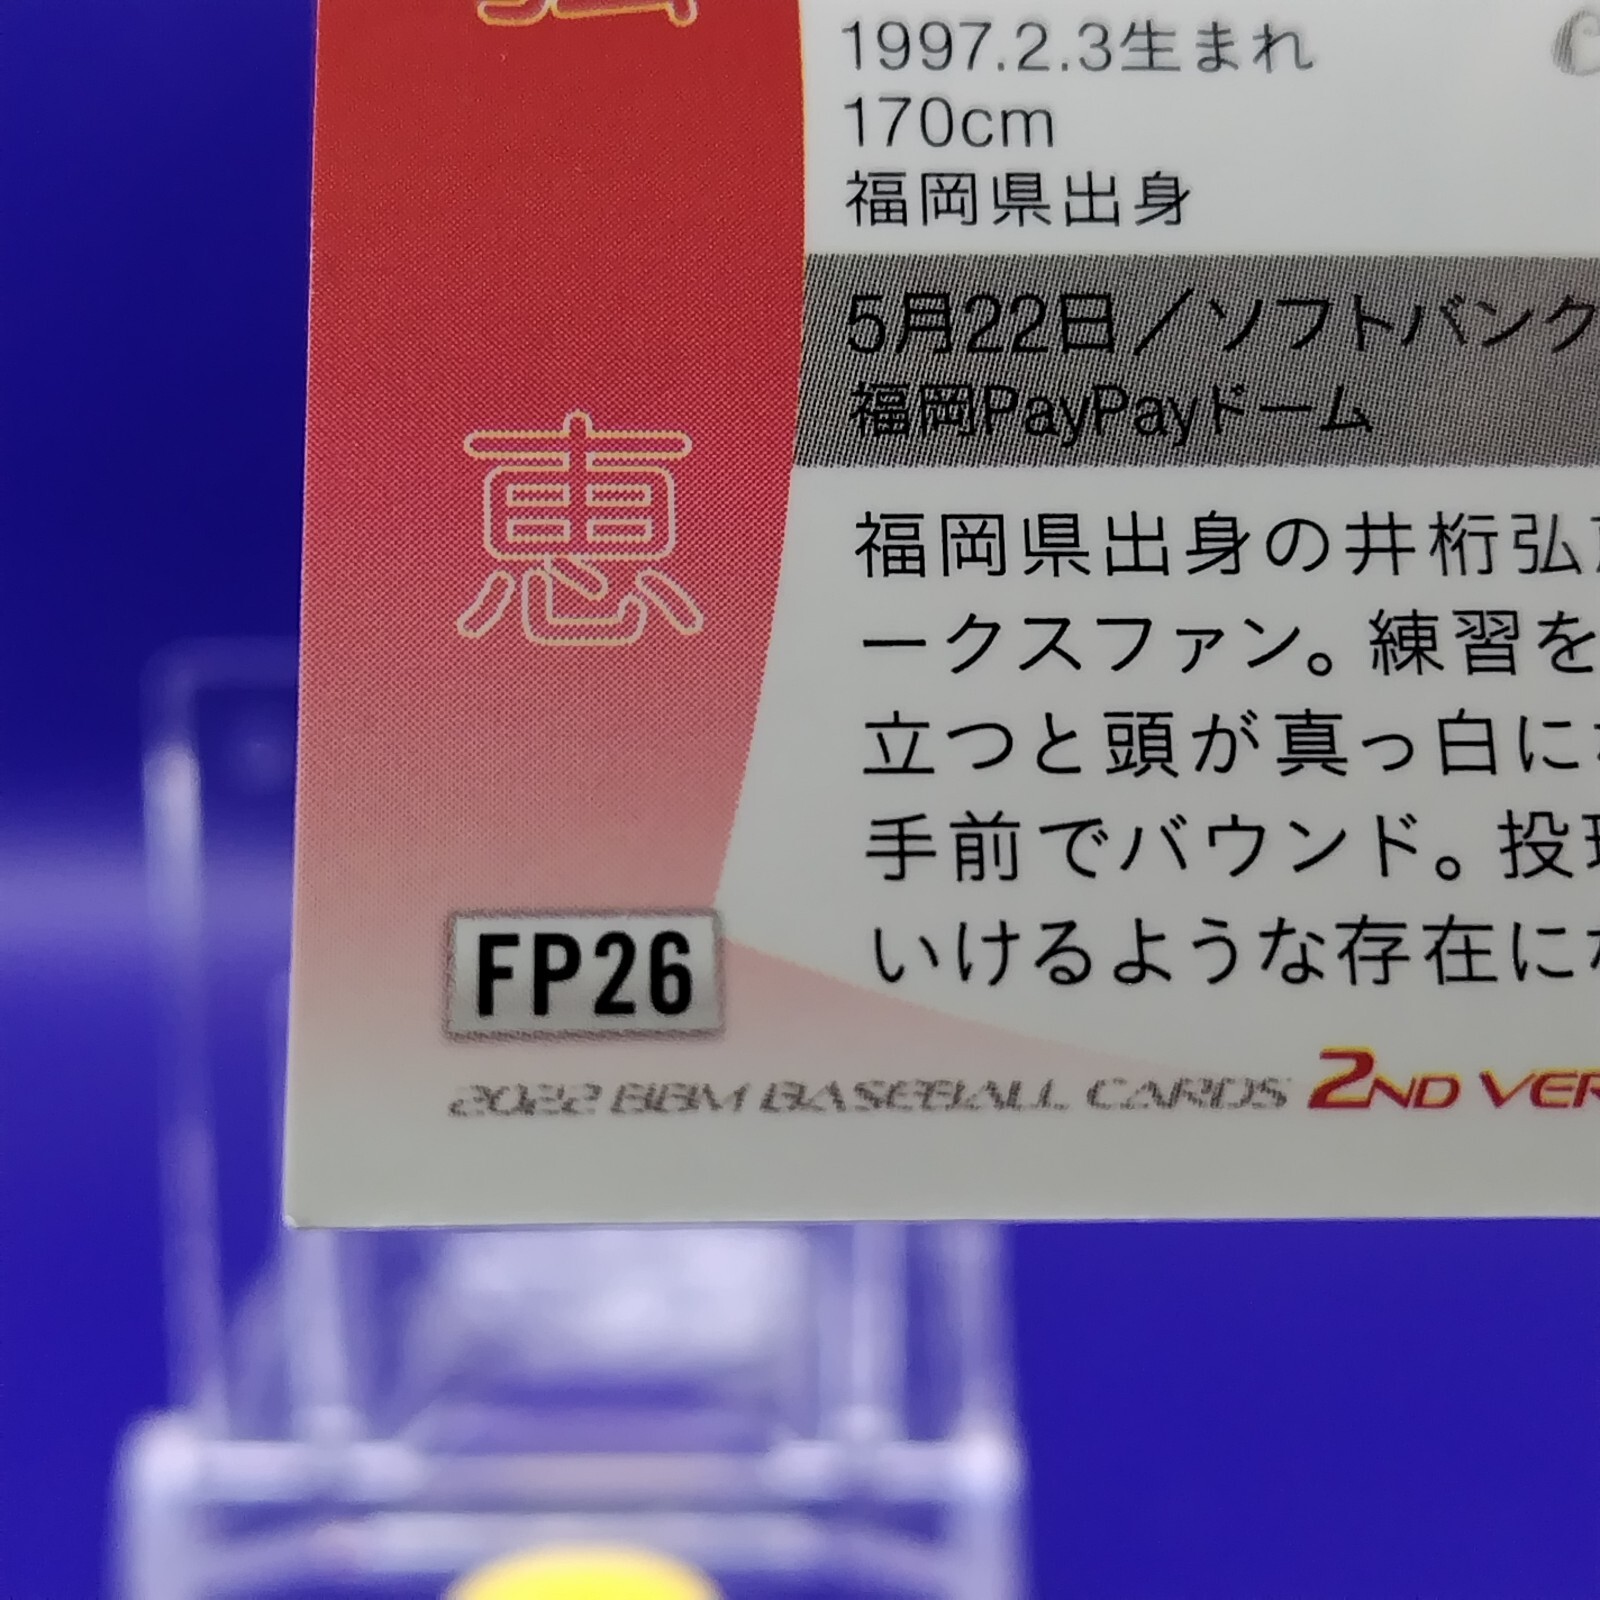 1997.2.3生まれ
170cm
福岡県出身
5月22日／ソフトバンク
福岡PayPayドーム
恵
福岡県出身の井桁弘
ークスファン。練習を
立つと頭が真っ白に
手前でバウンド。投
いけるような存在に
FP26
2022 BBM BASEBALL CARDS 2ND VER